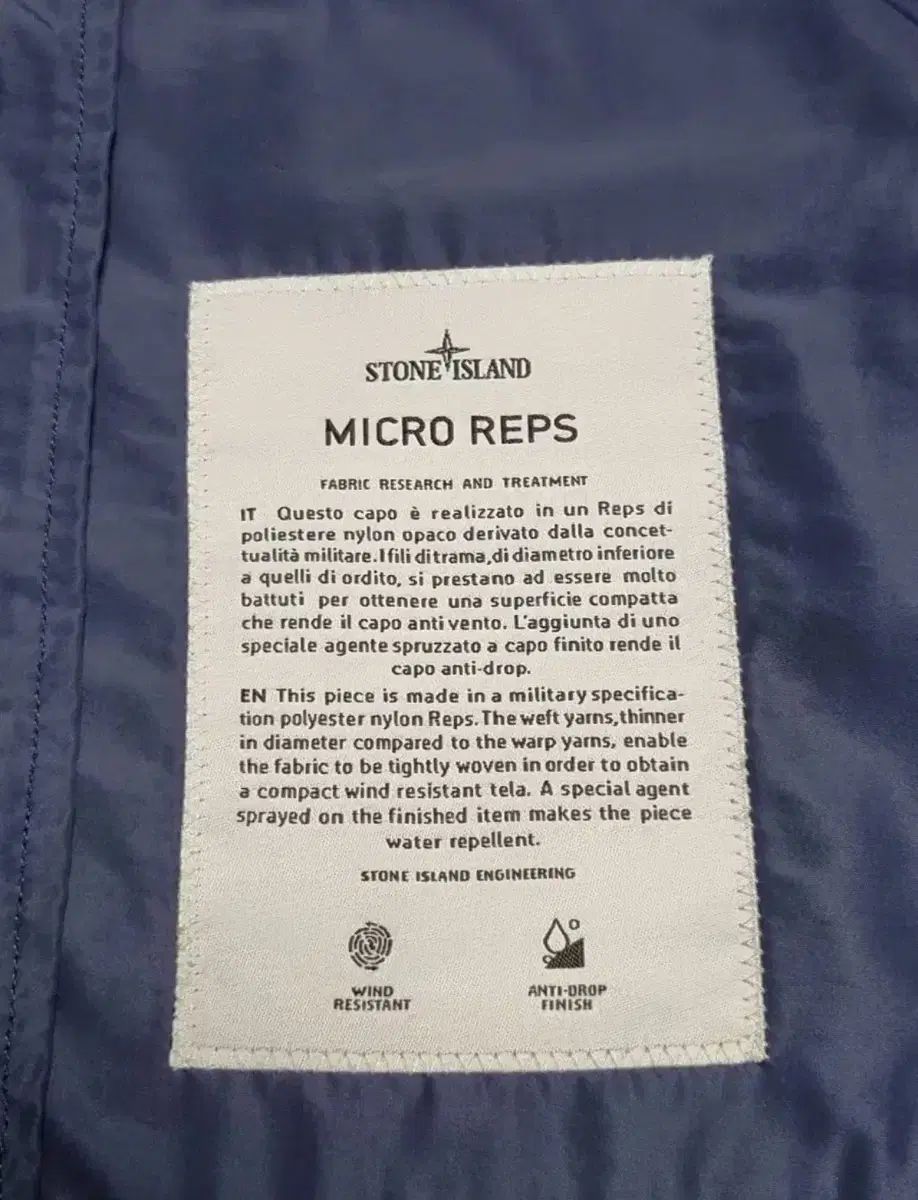 STONE ISLAND
MICRO REPS
FABRIC RESEARCH AND TREATMENT
IT Questo capo è realizzato in un Reps di
poliestere nylon opaco derivato dalla concet-
tualità militare. I fili di trama, di diametro inferiore
a quelli di ordito, si prestano ad essere molto
battuti per ottenere una superficie compatta
che rende il capo anti vento. L'aggiunta di uno
speciale agente spruzzato a capo finito rende il
capo anti-drop.
EN This piece is made in a military specifica-
tion polyester nylon Reps. The weft yarns, thinner
in diameter compared to the warp yarns, enable
the fabric to be tightly woven in order to obtain
a compact wind resistant tela. A special agent
sprayed on the finished item makes the piece
water repellent.
STONE ISLAND ENGINEERING
WIND
RESISTANT
ANTI-DROP
FINISH